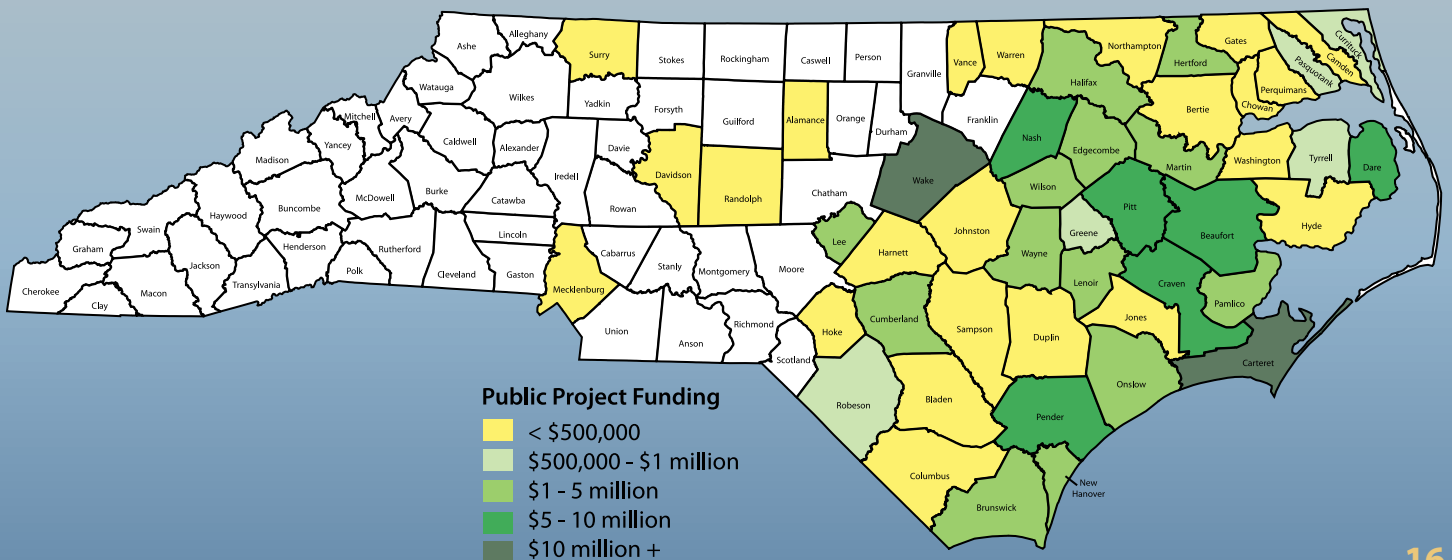 Ashe
Alleghany
Surry
Stokes
Rockingham
Caswell
Person
Granville
Vance
Warren
Northampton
Hertford
Gates
Currituck
Camden
Pasquotank
Perquimans
Chowan
Halifax
Bertie
Watauga
Wilkes
Yadkin
Forsyth
Guilford
Alamance
Orange
Durham
Franklin
Nash
Edgecombe
Martin
Washington
Tyrrell
Dare
Mitchell
Avery
Yancey
Madison
Caldwell
Alexander
Davie
Iredell
Davidson
Randolph
Chatham
Wake
Wilson
Pitt
Beaufort
Hyde
Haywood
Buncombe
McDowell
Burke
Catawba
Rowan
Lee
Harnett
Johnston
Wayne
Greene
Lenoir
Craven
Pamlico
Graham
Swain
Jackson
Henderson
Rutherford
Lincoln
Cabarrus
Stanly
Montgomery
Moore
Cherokee
Clay
Macon
Transylvania
Polk
Cleveland
Gaston
Mecklenburg
Union
Anson
Richmond
Scotland
Hoke
Cumberland
Sampson
Duplin
Jones
Onslow
Carteret
Robeson
Bladen
Pender
Columbus
Brunswick
New
Hanover
Public Project Funding
< $500,000
$500,000 - $1 million
$1 - 5 million
$5 - 10 million
$10 million +
16